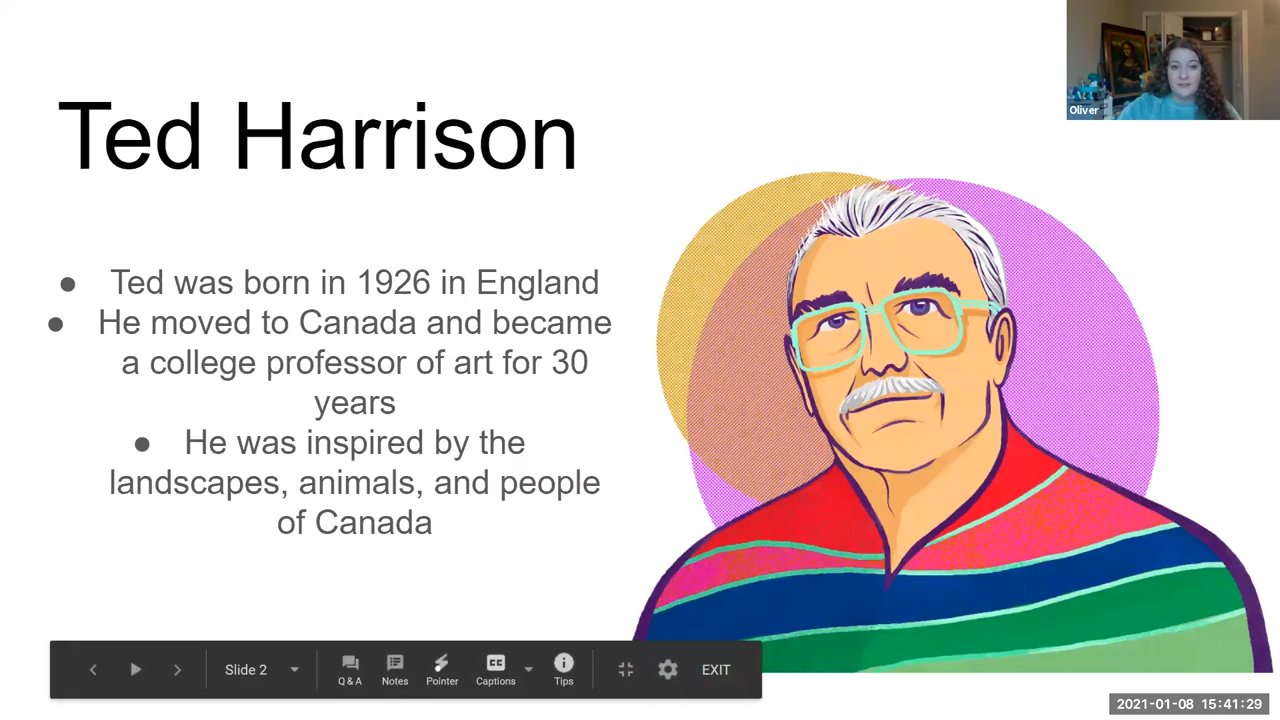 Oliver
Ted Harrison
● Ted was born in 1926 in England
● He moved to Canada and became
a college professor of art for 30
years
● He was inspired by the
landscapes, animals, and people
of Canada
Slide 2
Q & A
Notes
Pointer
CC
Captions
Tips
EXIT
2021-01-08 15:41:29